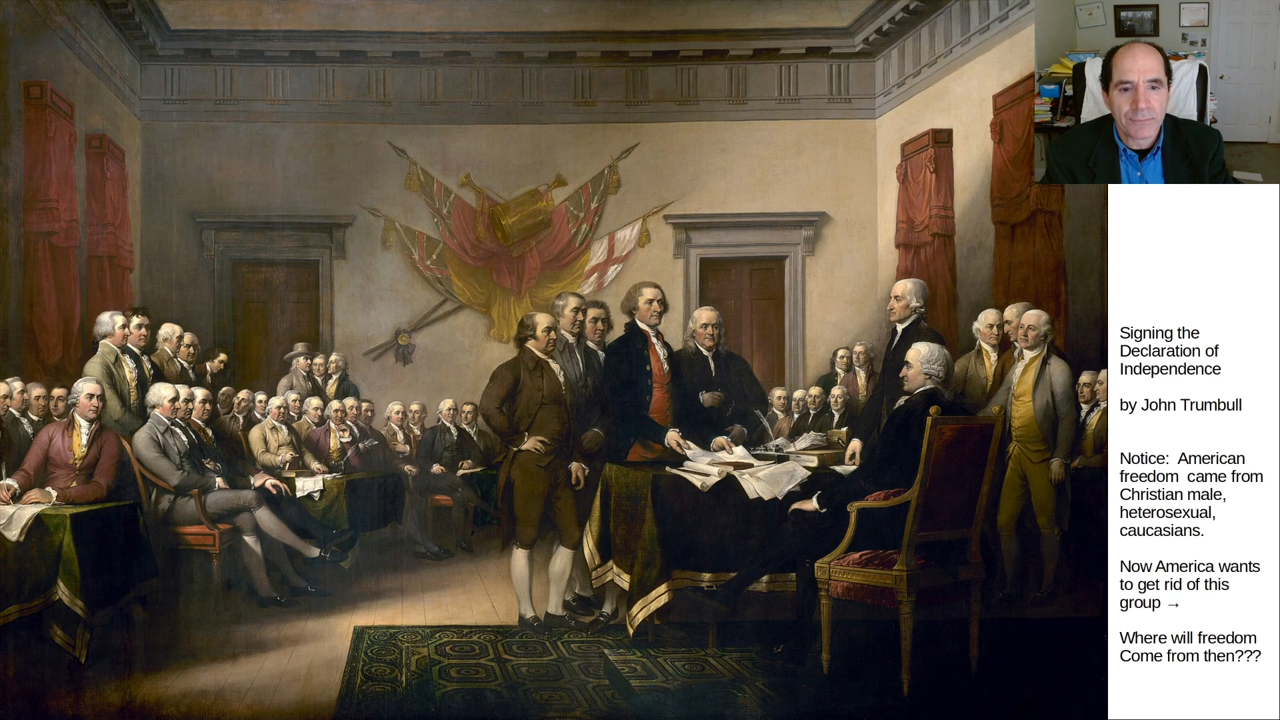 Signing the
Declaration of
Independence
by John Trumbull
Notice:  American
freedom  came from
Christian male,
heterosexual,
caucasians.
Now America wants
to get rid of this
group →
Where will freedom
Come from then???